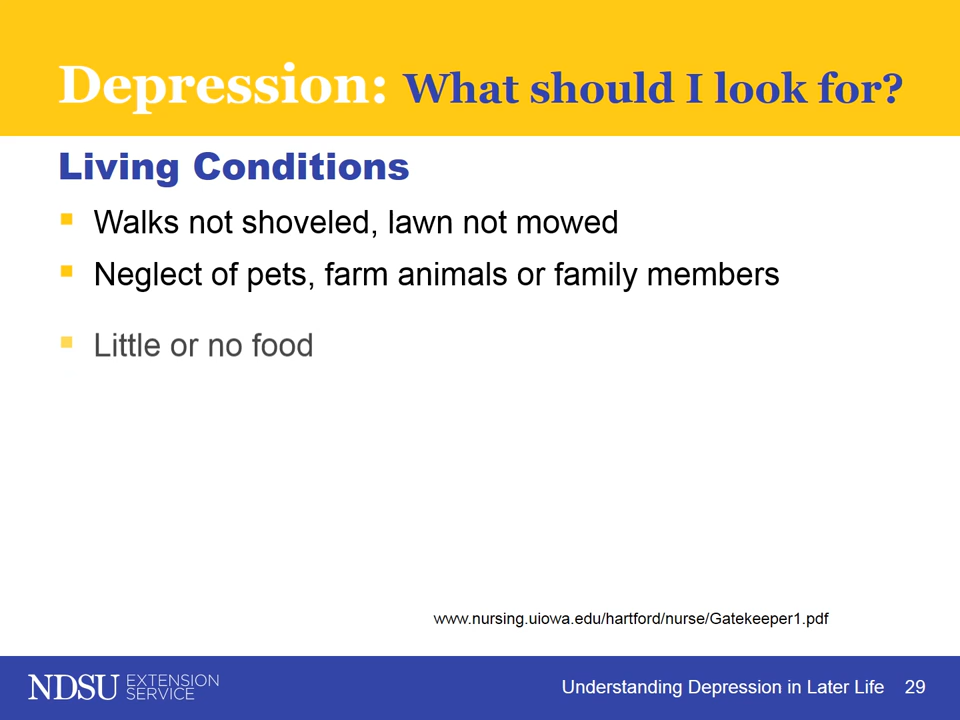 Depression: What should I look for?
Living Conditions
Walks not shoveled, lawn not mowed
Neglect of pets, farm animals or family members
Little or no food
www.nursing.uiowa.edu/hartford/nurse/Gatekeeper1.pdf
NDSU EXTENSION
SERVICE
Understanding Depression in Later Life 29